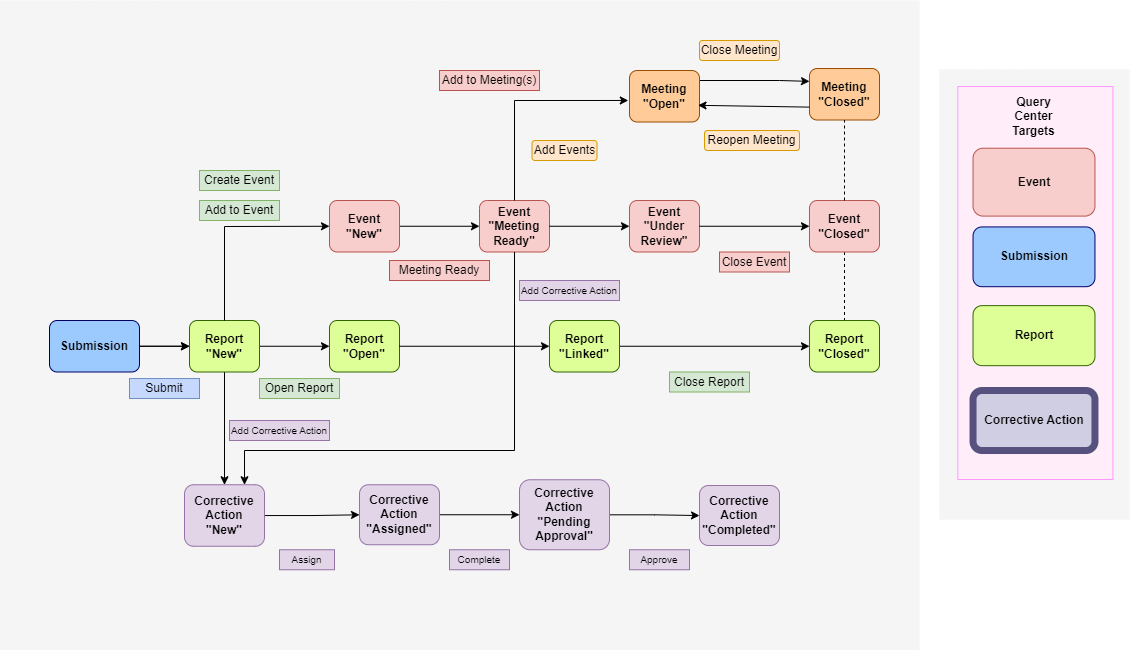 Close Meeting
Add to Meeting(s)
Meeting
"Open"
Meeting
"Closed"
Reopen Meeting
Add Events
Create Event
Add to Event
Event
"New"
Event
"Meeting
Ready"
Event
"Under
Review"
Event
"Closed"
Meeting Ready
Close Event
Add Corrective Action
Submission
Report
"New"
Report
"Open"
Report
"Linked"
Report
"Closed"
Submit
Open Report
Close Report
Add Corrective Action
Corrective
Action
"New"
Corrective
Action
"Assigned"
Corrective
Action
"Pending
Approval"
Corrective
Action
"Completed"
Assign
Complete
Approve
Query
Center
Targets
Event
Submission
Report
Corrective Action